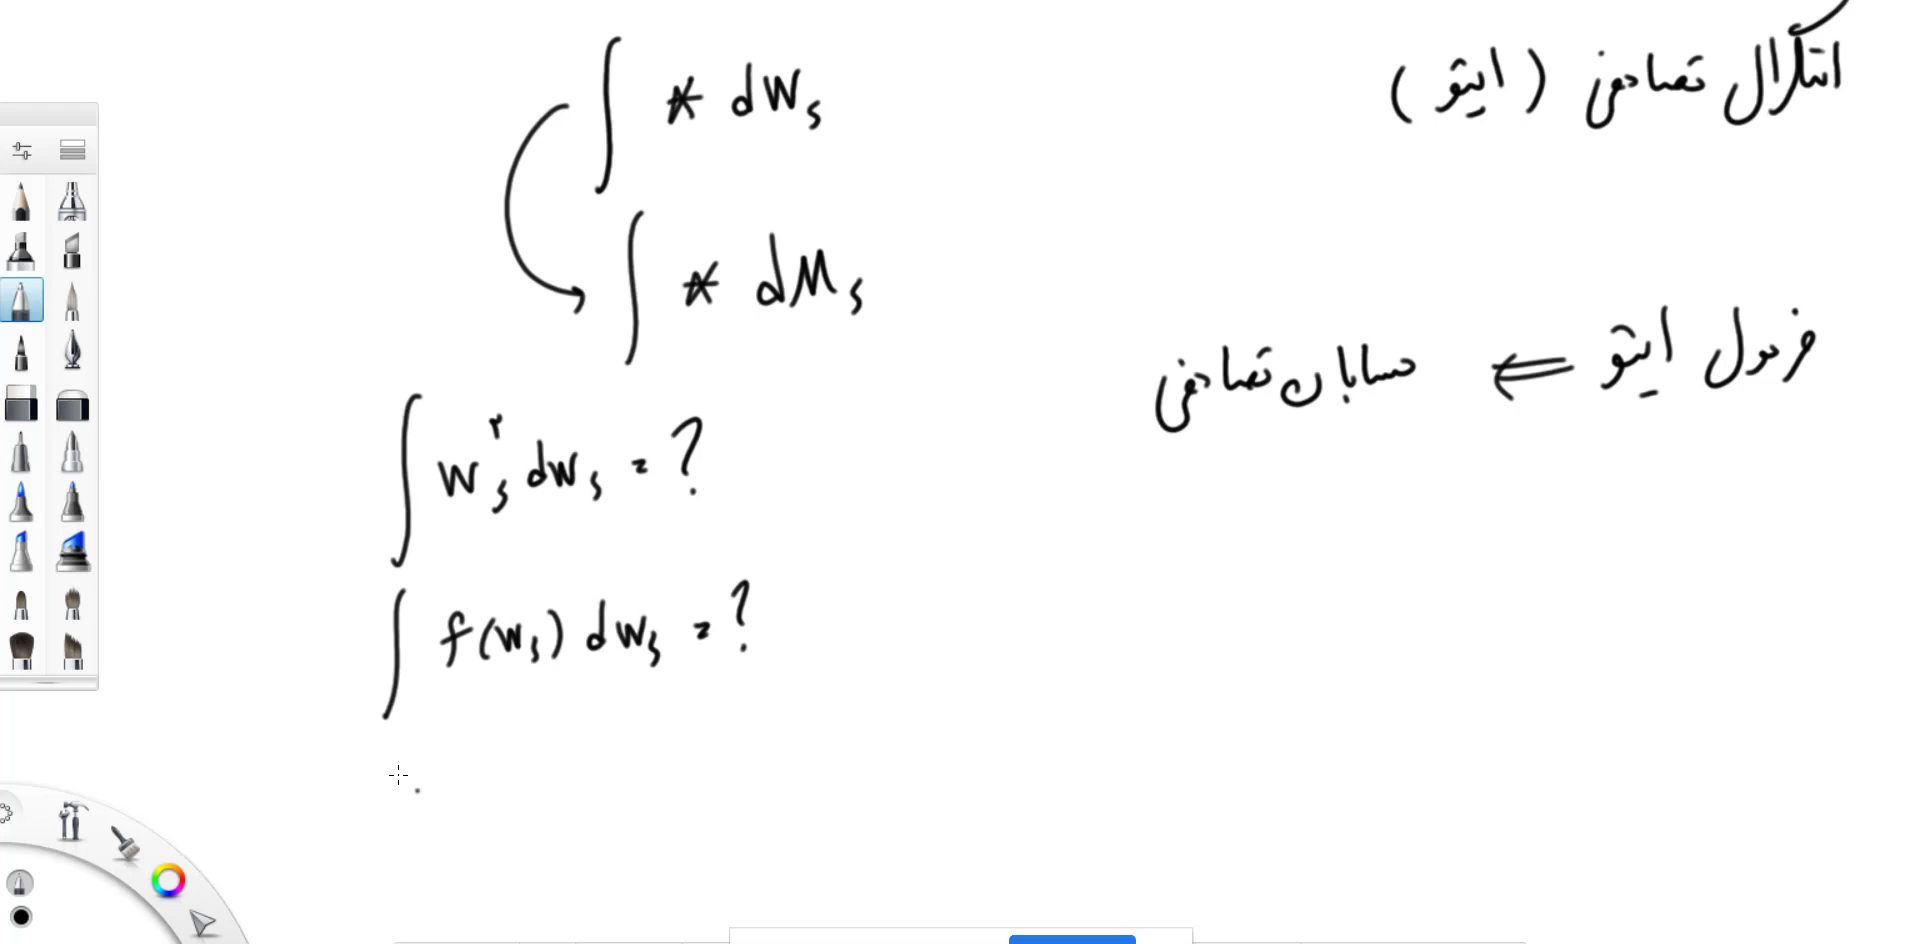 انتگرال تصادفی (ایتو)
∫ * dW_s
∫ * dM_s
فرمول ایتو ⇐ حسابان تصادفی
∫ W_s^۲ dW_s = ?
∫ f(W_s) dW_s = ?